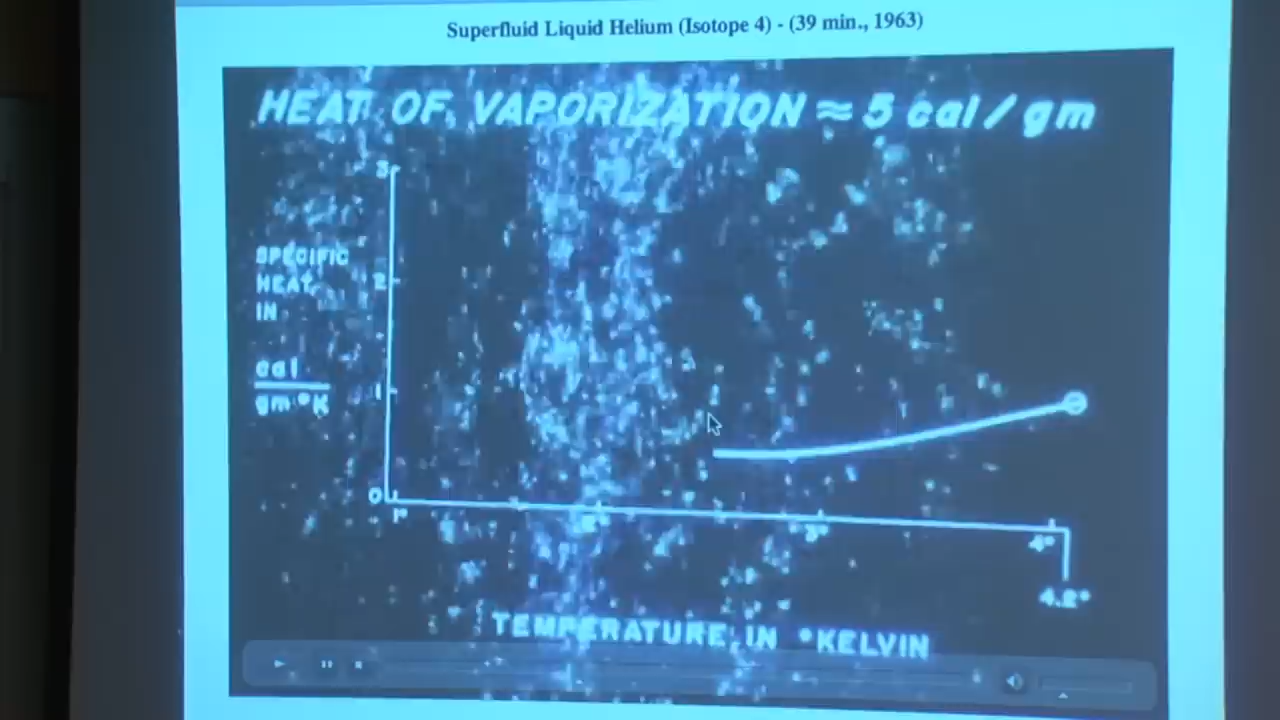 Superfluid Liquid Helium (Isotope 4) - (39 min., 1963)
HEAT OF VAPORIZATION ≈ 5 cal/gm
3
SPECIFIC
HEAT
IN
cal
gm °K
2
1
0
1° 2° 3° 4°
4.2°
TEMPERATURE IN °KELVIN